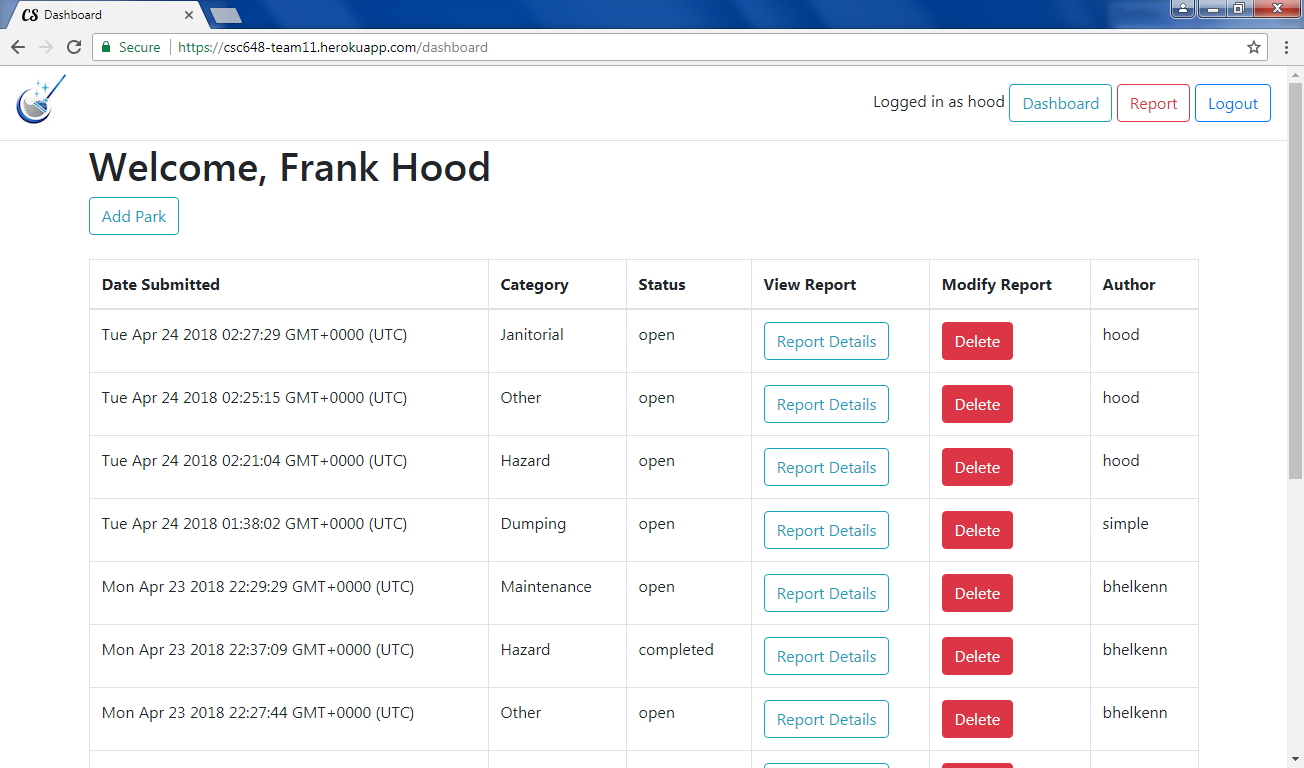 CS Dashboard
Secure https://csc648-team11.herokuapp.com/dashboard
Logged in as hood Dashboard Report Logout
Welcome, Frank Hood
Add Park
Date Submitted Category Status View Report Modify Report Author
Tue Apr 24 2018 02:27:29 GMT+0000 (UTC) Janitorial open Report Details Delete hood
Tue Apr 24 2018 02:25:15 GMT+0000 (UTC) Other open Report Details Delete hood
Tue Apr 24 2018 02:21:04 GMT+0000 (UTC) Hazard open Report Details Delete hood
Tue Apr 24 2018 01:38:02 GMT+0000 (UTC) Dumping open Report Details Delete simple
Mon Apr 23 2018 22:29:29 GMT+0000 (UTC) Maintenance open Report Details Delete bhelkenn
Mon Apr 23 2018 22:37:09 GMT+0000 (UTC) Hazard completed Report Details Delete bhelkenn
Mon Apr 23 2018 22:27:44 GMT+0000 (UTC) Other open Report Details Delete bhelkenn